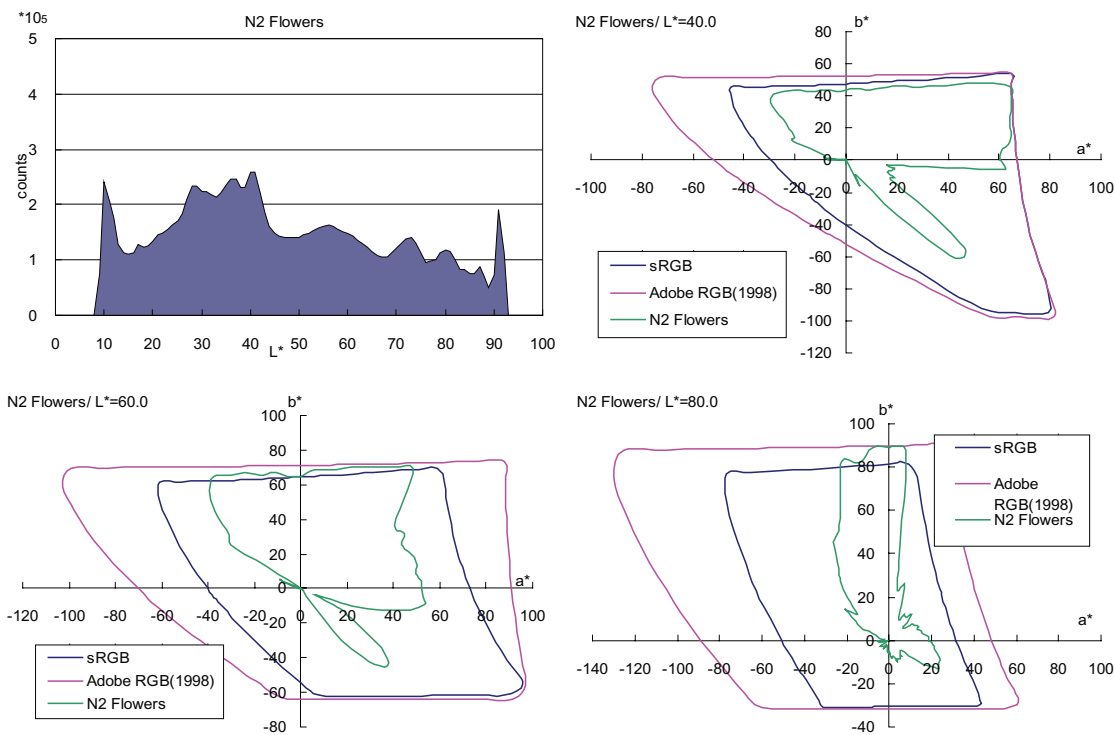 *10⁵
N2 Flowers
5
4
3
2
1
0
counts
0 10 20 30 40 50 60 70 80 90 100
L*
N2 Flowers/ L*=40.0
b*
80
60
40
20
0
-20
-40
-60
-80
-100
-120
a*
-100 -80 -60 -40 -20 0 20 40 60 80 100
sRGB
Adobe RGB(1998)
N2 Flowers
N2 Flowers/ L*=60.0
b*
100
80
60
40
20
0
-20
-40
-60
-80
a*
-120 -100 -80 -60 -40 -20 0 20 40 60 80 100
sRGB
Adobe RGB(1998)
N2 Flowers
N2 Flowers/ L*=80.0
b*
100
80
60
40
20
0
-20
-40
a*
-140 -120 -100 -80 -60 -40 -20 0 20 40 60 80 100
sRGB
Adobe
RGB(1998)
N2 Flowers